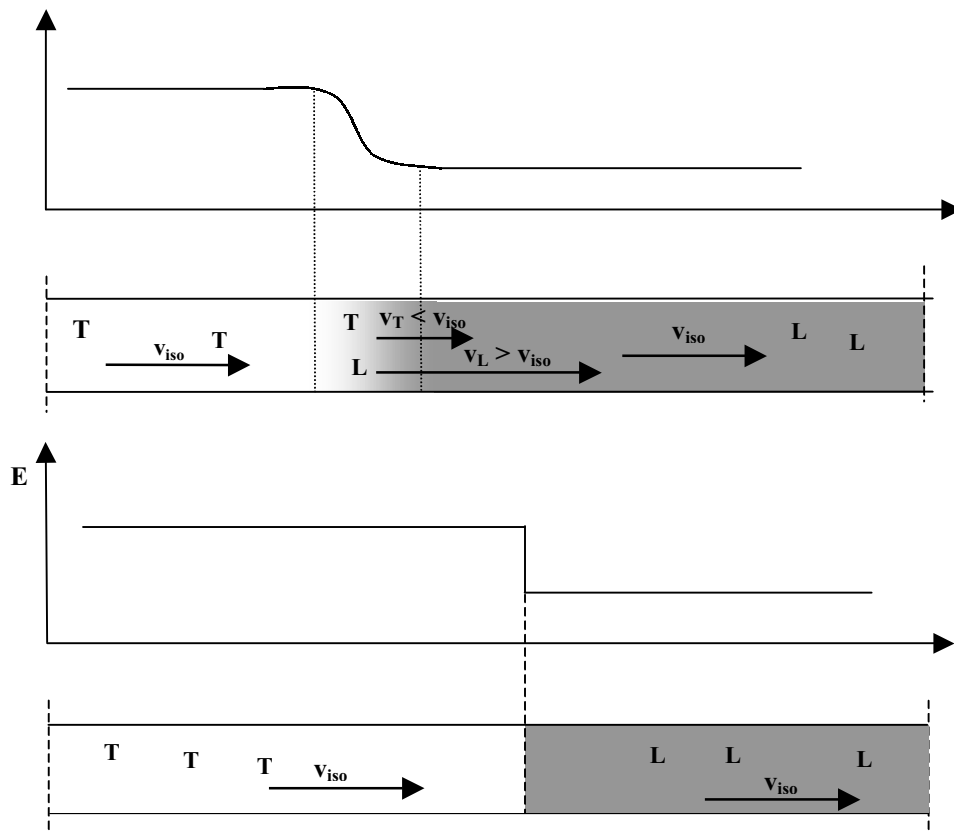 T T T v_T < v_iso v_iso L L
v_iso L v_L > v_iso
E
T T T v_iso L L L
v_iso